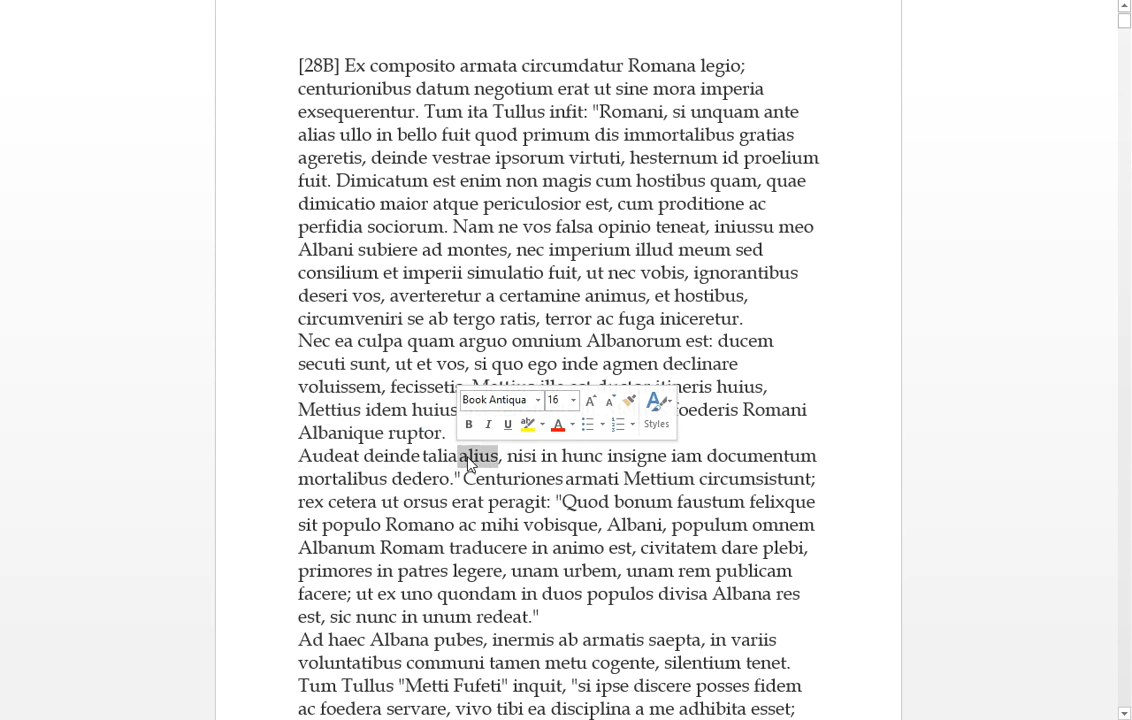 [28B] Ex composito armata circumdatur Romana legio;
centurionibus datum negotium erat ut sine mora imperia
exsequerentur. Tum ita Tullus infit: "Romani, si unquam ante
alias ullo in bello fuit quod primum dis immortalibus gratias
ageretis, deinde vestrae ipsorum virtuti, hesternum id proelium
fuit. Dimicatum est enim non magis cum hostibus quam, quae
dimicatio maior atque periculosior est, cum proditione ac
perfidia sociorum. Nam ne vos falsa opinio teneat, iniussu meo
Albani subiere ad montes, nec imperium illud meum sed
consilium et imperii simulatio fuit, ut nec vobis, ignorantibus
deseri vos, averteretur a certamine animus, et hostibus,
circumveniri se ab tergo ratis, terror ac fuga iniceretur.
Nec ea culpa quam arguo omnium Albanorum est: ducem
secuti sunt, ut et vos, si quo ego inde agmen declinare
voluissem, fecissetis. Mettius ille est ductor itineris huius,
Mettius idem huius foederis Romani
Book Antiqua 16
Styles
Albanique ruptor.
Audeat deinde talia alius, nisi in hunc insigne iam documentum
mortalibus dedero." Centuriones armati Mettium circumsistunt;
rex cetera ut orsus erat peragit: "Quod bonum faustum felixque
sit populo Romano ac mihi vobisque, Albani, populum omnem
Albanum Romam traducere in animo est, civitatem dare plebi,
primores in patres legere, unam urbem, unam rem publicam
facere; ut ex uno quondam in duos populos divisa Albana res
est, sic nunc in unum redeat."
Ad haec Albana pubes, inermis ab armatis saepta, in variis
voluntatibus communi tamen metu cogente, silentium tenet.
Tum Tullus "Metti Fufeti" inquit, "si ipse discere posses fidem
ac foedera servare, vivo tibi ea disciplina a me adhibita esset;